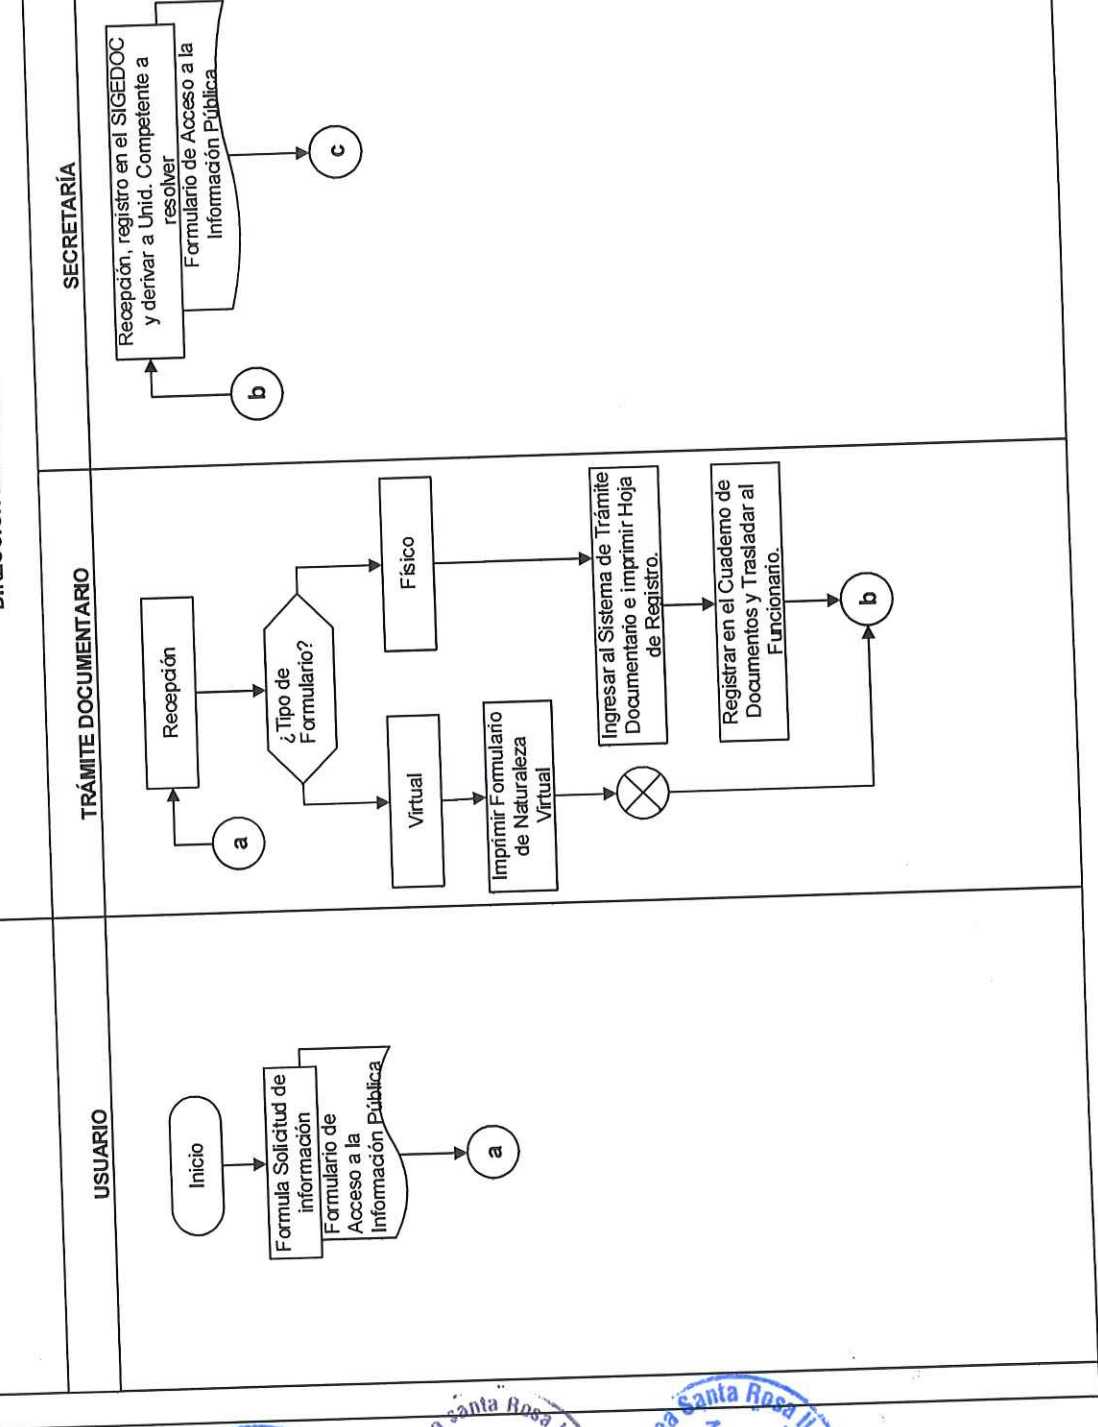 USUARIO
Inicio
Formula Solicitud de
información
Formulario de
Acceso a la
Información Pública
a
TRÁMITE DOCUMENTARIO
a
Recepción
¿Tipo de
Formulario?
Virtual
Físico
Imprimir Formulario
de Naturaleza
Virtual
Ingresar al Sistema de Trámite
Documentario e imprimir Hoja
de Registro.
Registrar en el Cuaderno de
Documentos y Trasladar al
Funcionario.
b
SECRETARÍA
b
Recepción, registro en el SIGEDOC
y derivar a Unid. Competente a
resolver
Formulario de Acceso a la
Información Pública
c
Santa Rosa
Santa Rosa